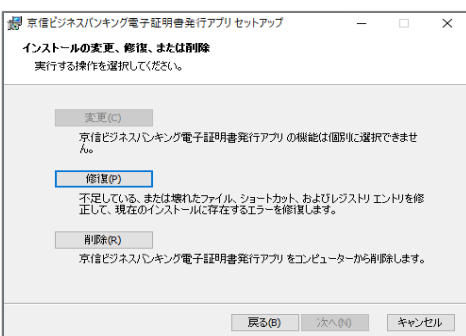 京信ビジネスバンキング電子証明書発行アプリ セットアップ
インストールの変更、修復、または削除
実行する操作を選択してください。
変更(C)
京信ビジネスバンキング電子証明書発行アプリ の機能は個別に選択できませ
ん。
修復(P)
不足している、または壊れたファイル、ショートカット、およびレジストリ エントリを修
正して、現在のインストールに存在するエラーを修復します。
削除(R)
京信ビジネスバンキング電子証明書発行アプリ をコンピューターから削除します。
戻る(B) 次へ(N) キャンセル